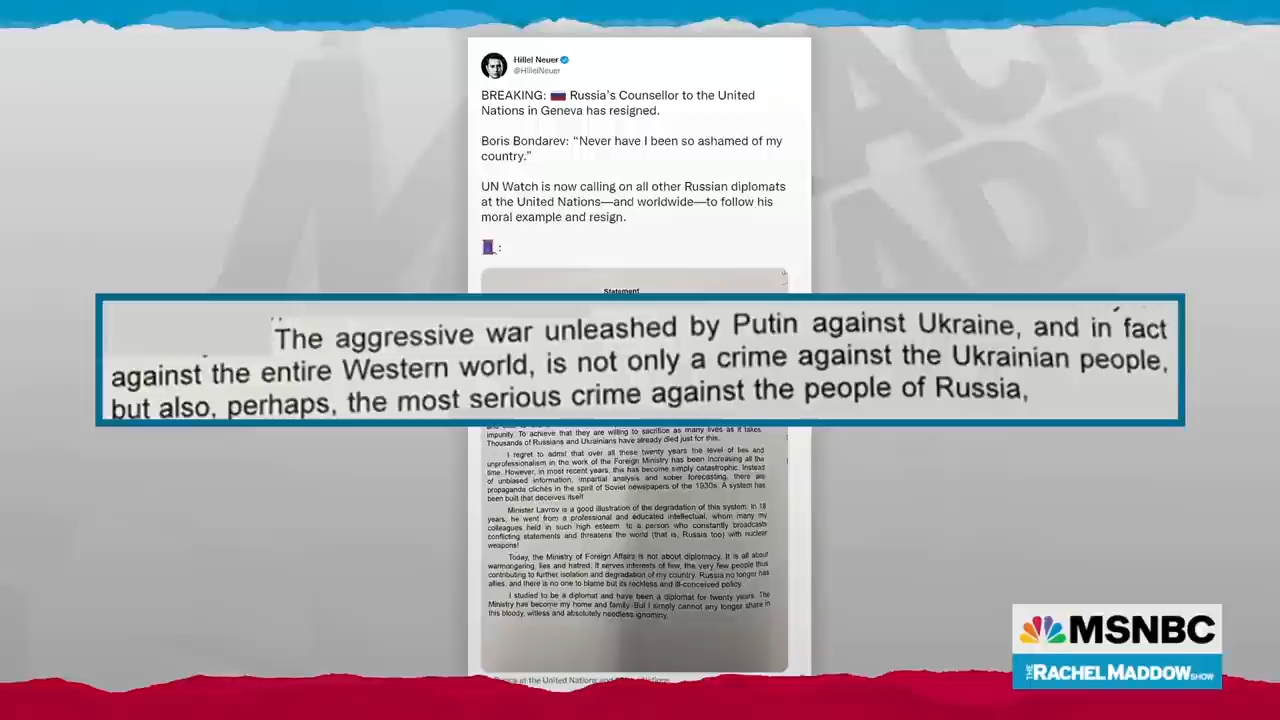 Hillel Neuer
@HillelNeuer
BREAKING: Russia's Counsellor to the United
Nations in Geneva has resigned.
Boris Bondarev: “Never have I been so ashamed of my
country.”
UN Watch is now calling on all other Russian diplomats
at the United Nations—and worldwide—to follow his
moral example and resign.
:
Statement
The aggressive war unleashed by Putin against Ukraine, and in fact
against the entire Western world, is not only a crime against the Ukrainian people,
but also, perhaps, the most serious crime against the people of Russia,
impunity. To achieve that they are willing to sacrifice as many lives as it takes.
Thousands of Russians and Ukrainians have already died just for this.
I regret to admit that over all these twenty years the level of lies and
unprofessionalism in the work of the Foreign Ministry has been increasing all the
time. However, in most recent years, this has become simply catastrophic. Instead
of unbiased information, impartial analysis and sober forecasting, there are
propaganda clichés in the spirit of Soviet newspapers of the 1930s. A system has
been built that deceives itself.
Minister Lavrov is a good illustration of the degradation of this system. In 18
years, he went from a professional and educated intellectual, whom many my
colleagues held in such high esteem, to a person who constantly broadcasts
conflicting statements and threatens the world (that is, Russia too) with nuclear
weapons!
Today, the Ministry of Foreign Affairs is not about diplomacy. It is all about
warmongering, lies and hatred. It serves interests of few, the very few people thus
contributing to further isolation and degradation of my country. Russia no longer has
allies, and there is no one to blame but its reckless and ill-conceived policy.
I studied to be a diplomat and have been a diplomat for twenty years. The
Ministry has become my home and family. But I simply cannot any longer share in
this bloody, witless and absolutely needless ignominy.
at the United Nations and
MSNBC
THE RACHEL MADDOW SHOW